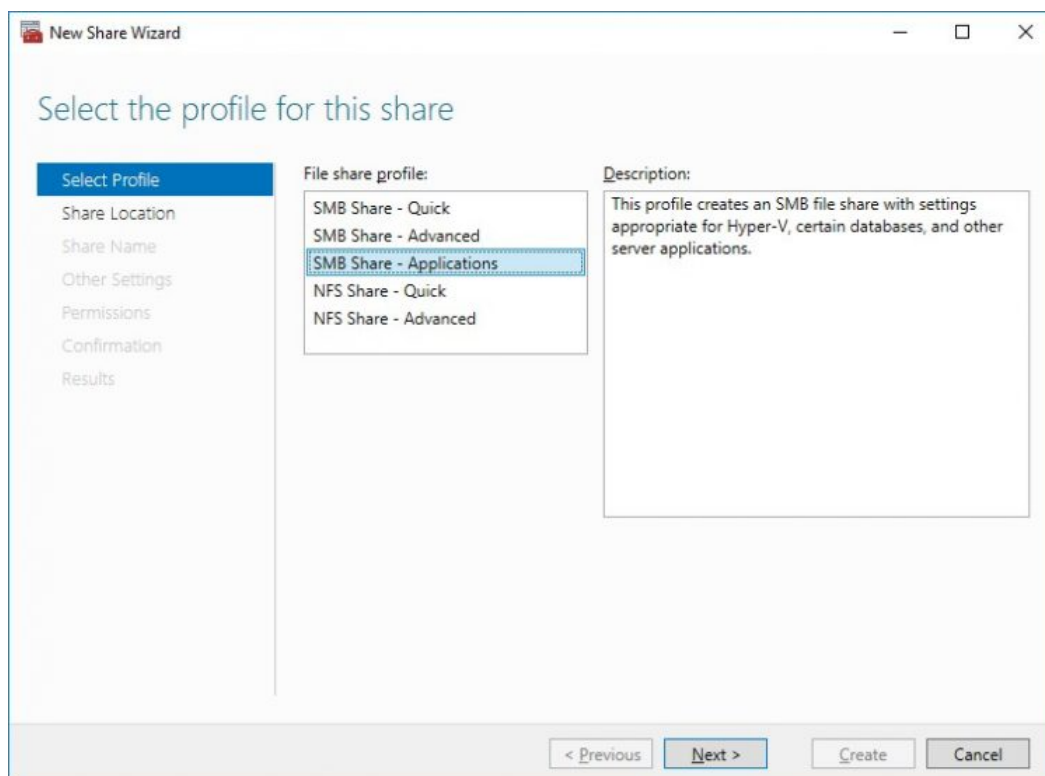 New Share Wizard
Select the profile for this share
Select Profile
Share Location
Share Name
Other Settings
Permissions
Confirmation
Results
File share profile:
SMB Share - Quick
SMB Share - Advanced
SMB Share - Applications
NFS Share - Quick
NFS Share - Advanced
Description:
This profile creates an SMB file share with settings
appropriate for Hyper-V, certain databases, and other
server applications.
< Previous
Next >
Create
Cancel